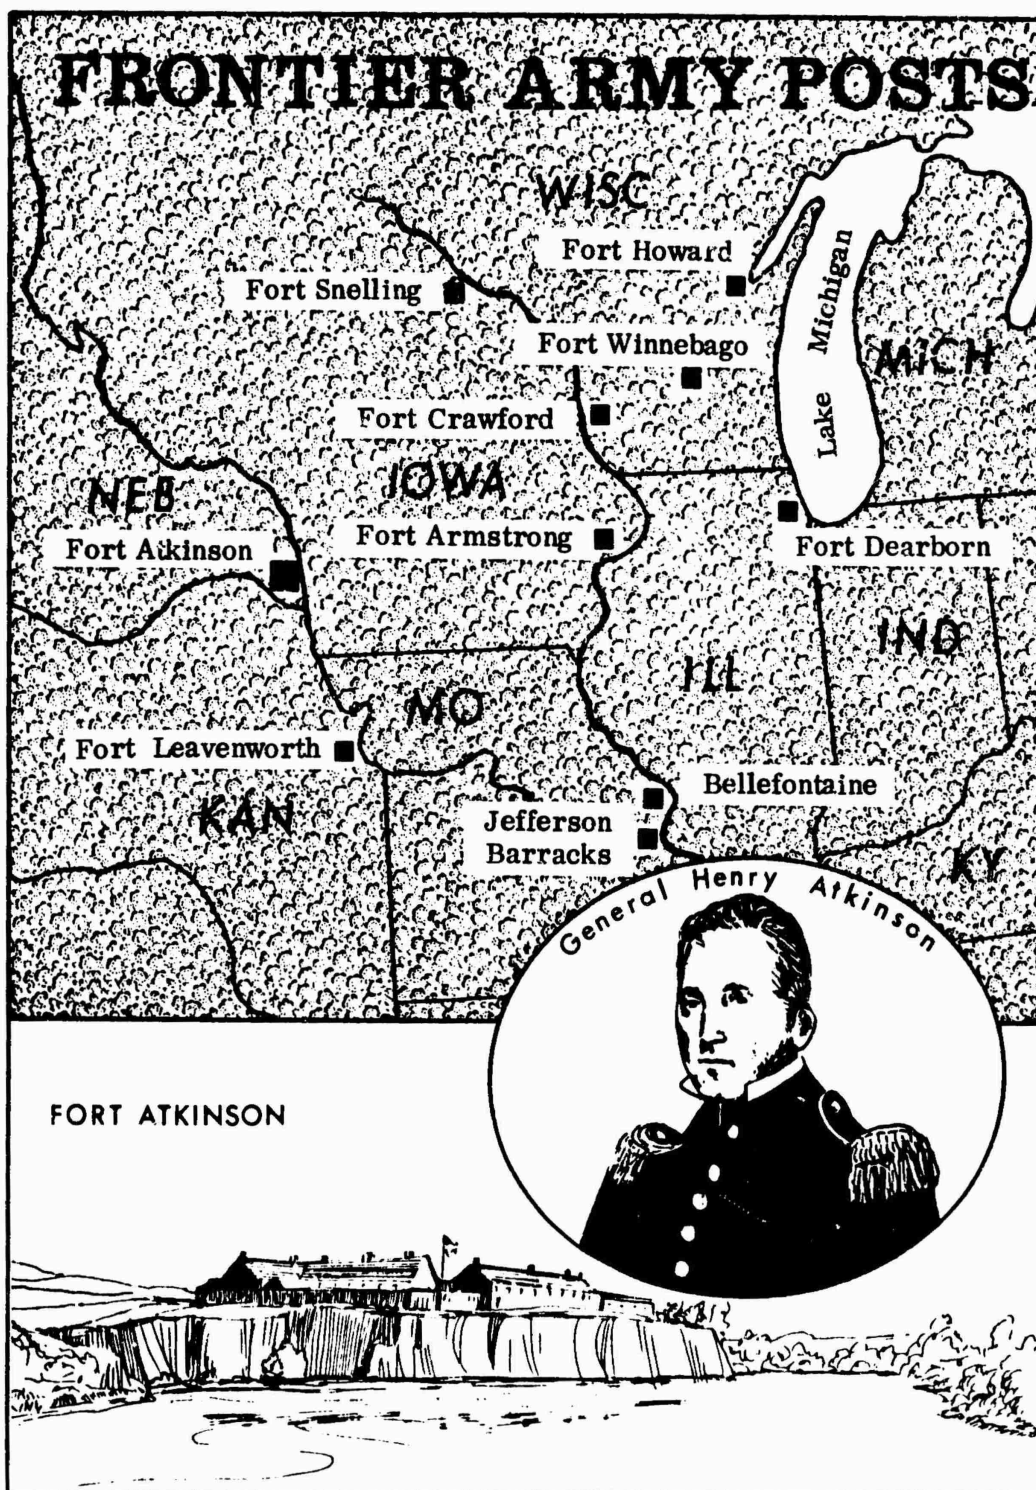 FRONTIER ARMY POSTS
WISC
Fort Howard
Fort Snelling
Lake Michigan
Fort Winnebago
MICH
Fort Crawford
IOWA
NEB
Fort Atkinson
Fort Armstrong
Fort Dearborn
IND
ILL
MO
Fort Leavenworth
Bellefontaine
KAN
Jefferson
Barracks
KY
General Henry Atkinson
FORT ATKINSON